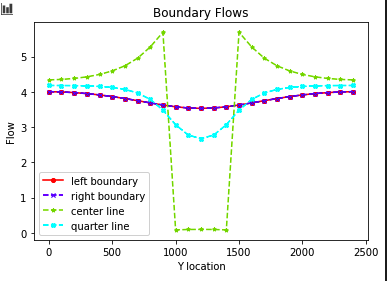 Boundary Flows
Flow
5
4
3
2
1
0
left boundary
right boundary
center line
quarter line
0 500 1000 1500 2000 2500
Y location